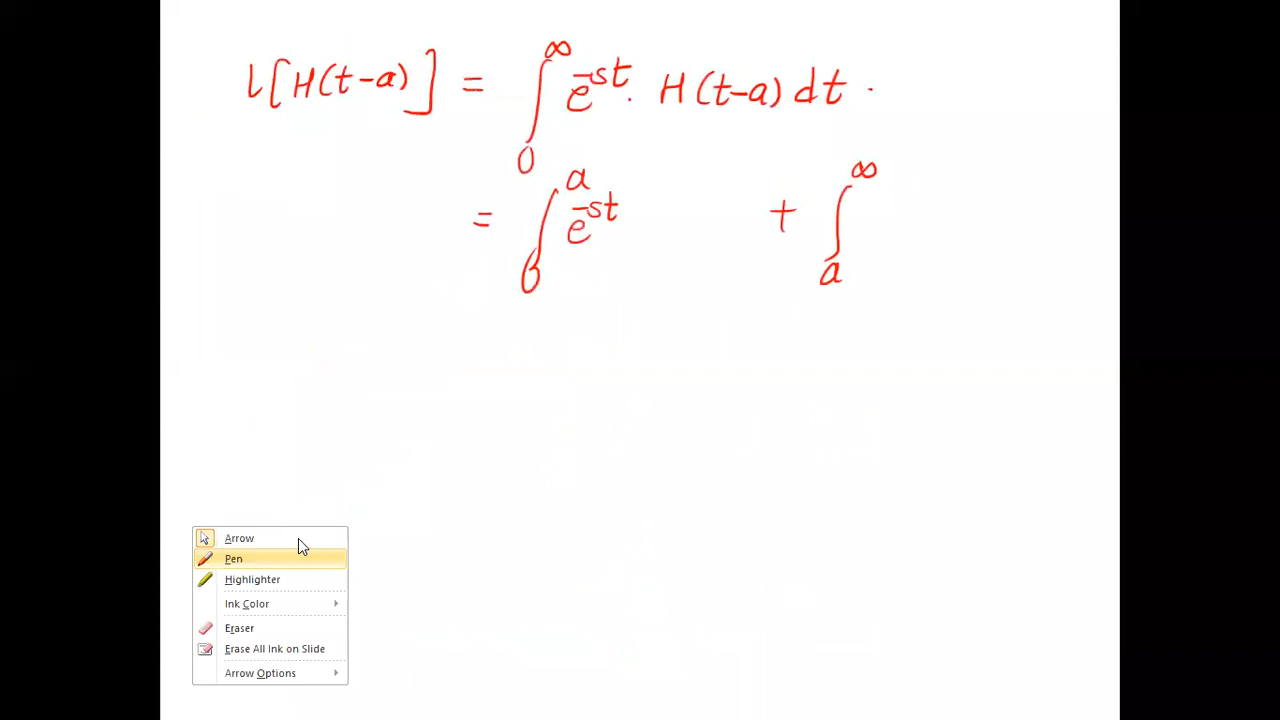 L[H(t-a)] = ∫₀^∞ e^-st . H(t-a) dt .
= ∫₀^a e^-st + ∫ₐ^∞
Arrow
Pen
Highlighter
Ink Color
Eraser
Erase All Ink on Slide
Arrow Options